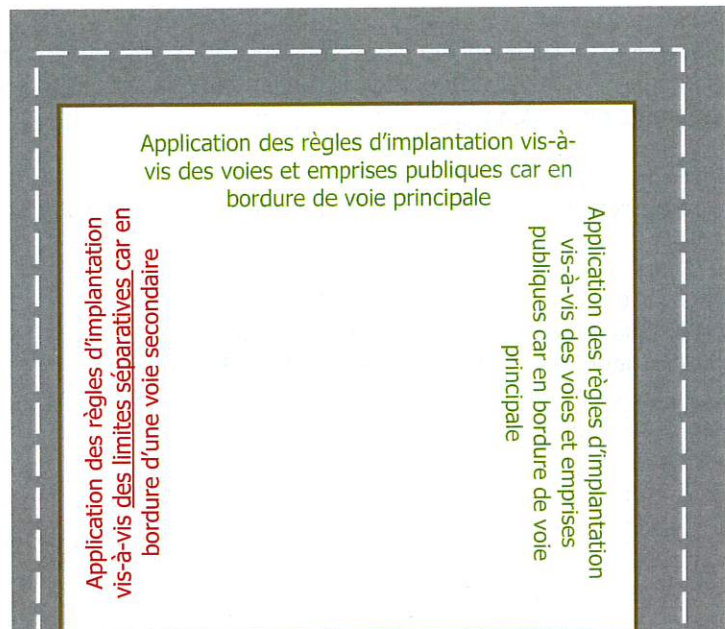 Application des règles d'implantation vis-à-
vis des voies et emprises publiques car en
bordure de voie principale
Application des règles d'implantation
vis-à-vis des limites séparatives car en
bordure d'une voie secondaire
Application des règles d'implantation
vis-à-vis des voies et emprises
publiques car en bordure de voie
principale